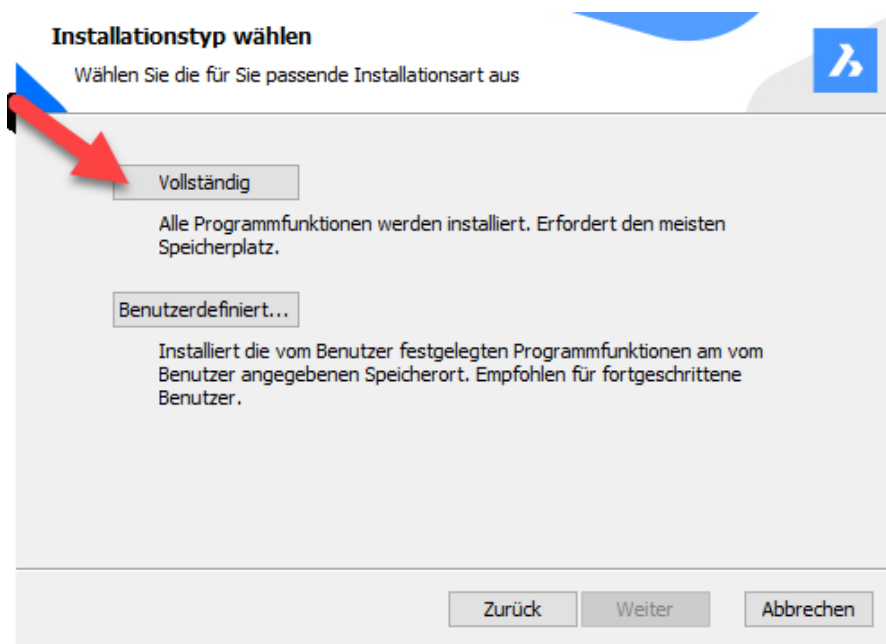 Installationstyp wählen
Wählen Sie die für Sie passende Installationsart aus
Vollständig
Alle Programmfunktionen werden installiert. Erfordert den meisten
Speicherplatz.
Benutzerdefiniert...
Installiert die vom Benutzer festgelegten Programmfunktionen am vom
Benutzer angegebenen Speicherort. Empfohlen für fortgeschrittene
Benutzer.
Zurück Weiter Abbrechen